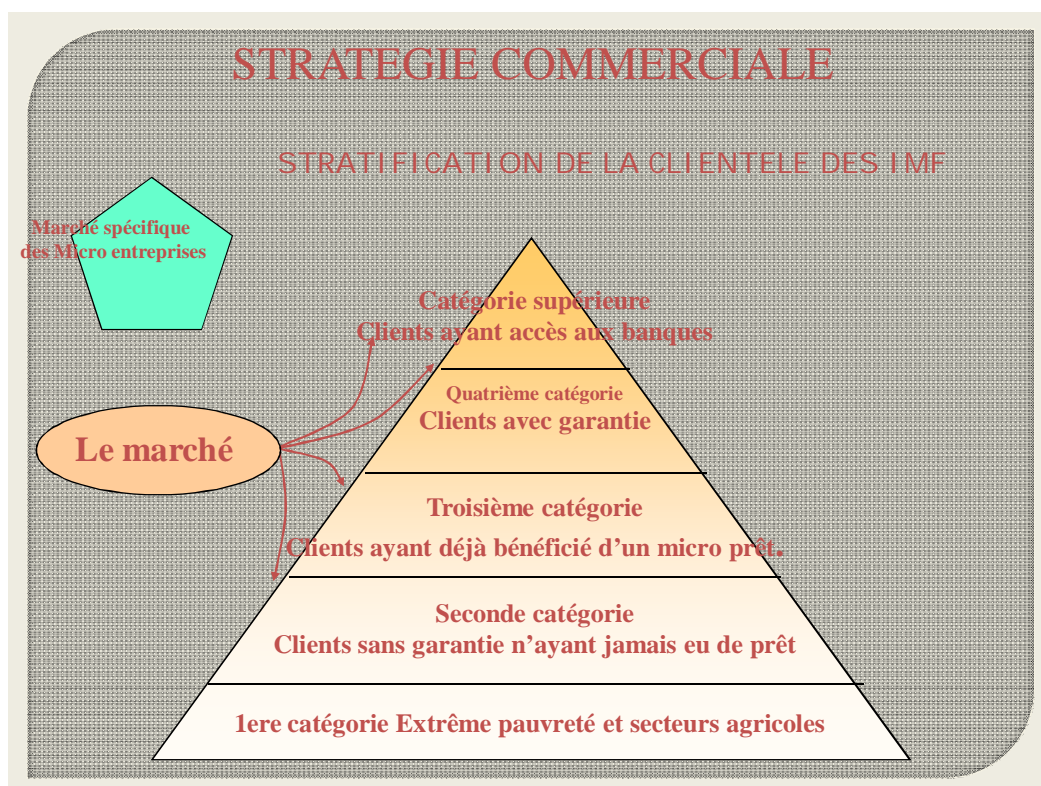 STRATEGIE COMMERCIALE
STRATIFICATION DE LA CLIENTELE DES IMF
Marché spécifique
des Micro entreprises
Catégorie supérieure
Clients ayant accès aux banques
Quatrième catégorie
Clients avec garantie
Le marché
Troisième catégorie
Clients ayant déjà bénéficié d’un micro prêt.
Seconde catégorie
Clients sans garantie n’ayant jamais eu de prêt
1ere catégorie Extrême pauvreté et secteurs agricoles